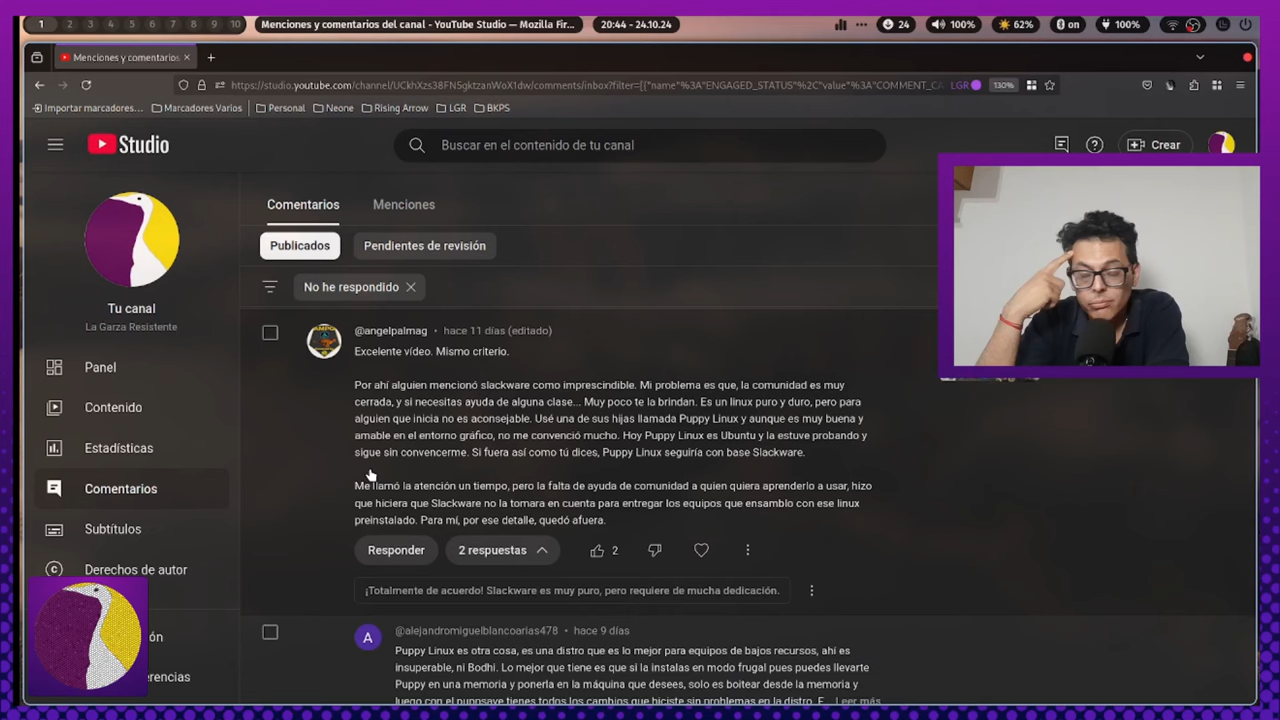 1 2 3 4 5 6 7 8 9 10
Menciones y comentarios del canal - YouTube Studio — Mozilla Fir...
20:44 - 24.10.24
24
100%
62%
on
100%
Menciones y comentarios
Importar marcadores...
Marcadores Varios
Personal
Neone
Rising Arrow
LGR
BKPS
LGR
130%
Studio
Buscar en el contenido de tu canal
Crear
Tu canal
La Garza Resistente
Panel
Contenido
Estadísticas
Comentarios
Subtítulos
Derechos de autor
Comentarios Menciones
Publicados Pendientes de revisión
No he respondido
@angelpalmag • hace 11 días (editado)
Excelente vídeo. Mismo criterio.
Por ahí alguien mencionó slackware como imprescindible. Mi problema es que, la comunidad es muy
cerrada, y si necesitas ayuda de alguna clase... Muy poco te la brindan. Es un linux puro y duro, pero para
alguien que inicia no es aconsejable. Usé una de sus hijas llamada Puppy Linux y aunque es muy buena y
amable en el entorno gráfico, no me convenció mucho. Hoy Puppy Linux es Ubuntu y la estuve probando y
sigue sin convencerme. Si fuera así como tú dices, Puppy Linux seguiría con base Slackware.
Me llamó la atención un tiempo, pero la falta de ayuda de comunidad a quien quiera aprenderlo a usar, hizo
que hiciera que Slackware no la tomara en cuenta para entregar los equipos que ensamblo con ese linux
preinstalado. Para mí, por ese detalle, quedó afuera.
Responder 2 respuestas 2
¡Totalmente de acuerdo! Slackware es muy puro, pero requiere de mucha dedicación.
A
@alejandromiguelblancoarias478 • hace 9 días
Puppy Linux es otra cosa, es una distro que es lo mejor para equipos de bajos recursos, ahí es
insuperable, ni Bodhi. Lo mejor que tiene es que si la instalas en modo frugal pues puedes llevarte
Puppy en una memoria y ponerla en la máquina que desees, solo es boitear desde la memoria y